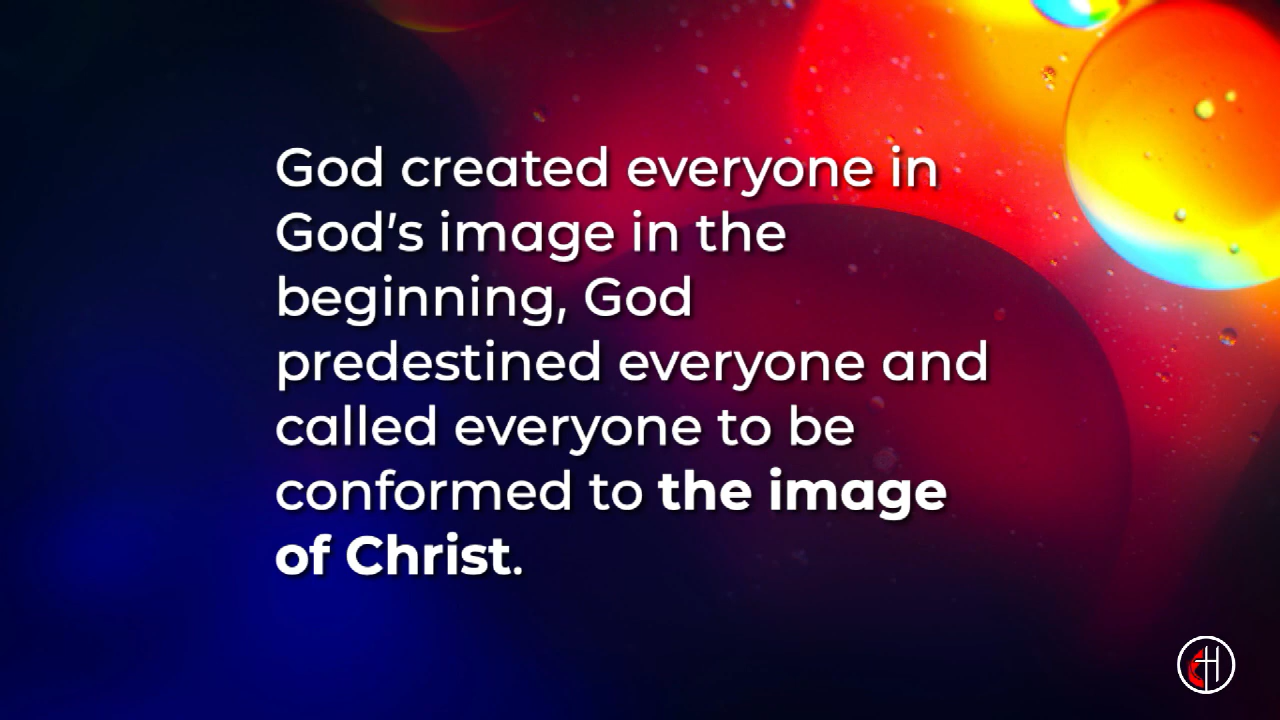 God created everyone in
God's image in the
beginning, God
predestined everyone and
called everyone to be
conformed to the image
of Christ.